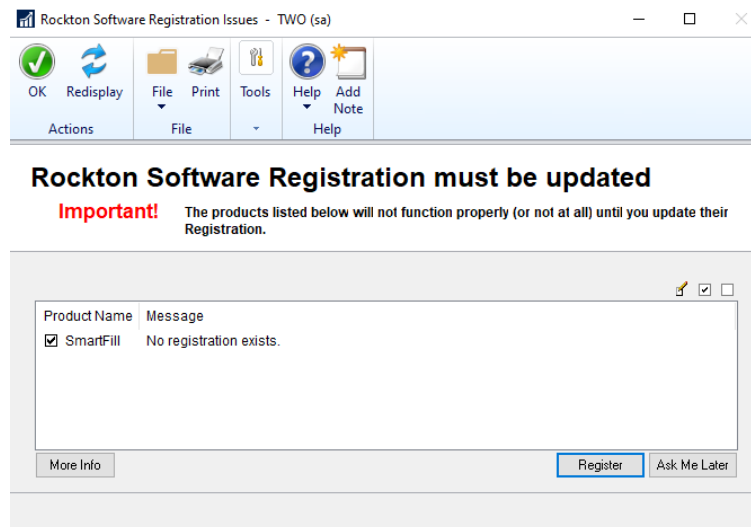 Rockton Software Registration Issues  -  TWO (sa)
OK Redisplay File Print Tools Help Add Note
Actions File Help
Rockton Software Registration must be updated
Important! The products listed below will not function properly (or not at all) until you update their
Registration.
Product Name Message
SmartFill No registration exists.
More Info Register Ask Me Later